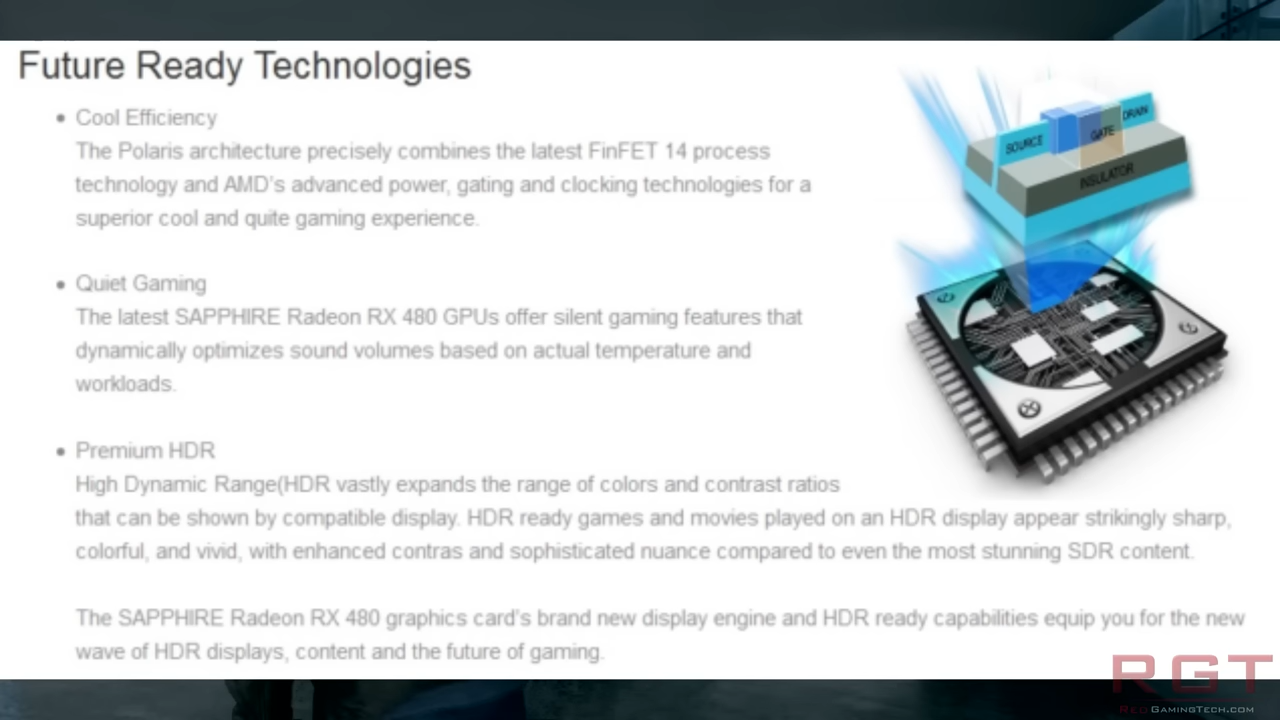 Future Ready Technologies
• Cool Efficiency
The Polaris architecture precisely combines the latest FinFET 14 process
technology and AMD's advanced power, gating and clocking technologies for a
superior cool and quite gaming experience.
• Quiet Gaming
The latest SAPPHIRE Radeon RX 480 GPUs offer silent gaming features that
dynamically optimizes sound volumes based on actual temperature and
workloads.
• Premium HDR
High Dynamic Range(HDR vastly expands the range of colors and contrast ratios
that can be shown by compatible display. HDR ready games and movies played on an HDR display appear strikingly sharp,
colorful, and vivid, with enhanced contras and sophisticated nuance compared to even the most stunning SDR content.
The SAPPHIRE Radeon RX 480 graphics card's brand new display engine and HDR ready capabilities equip you for the new
wave of HDR displays, content and the future of gaming.
SOURCE
GATE
DRAIN
INSULATOR
RGT
REDGAMINGTECH.COM